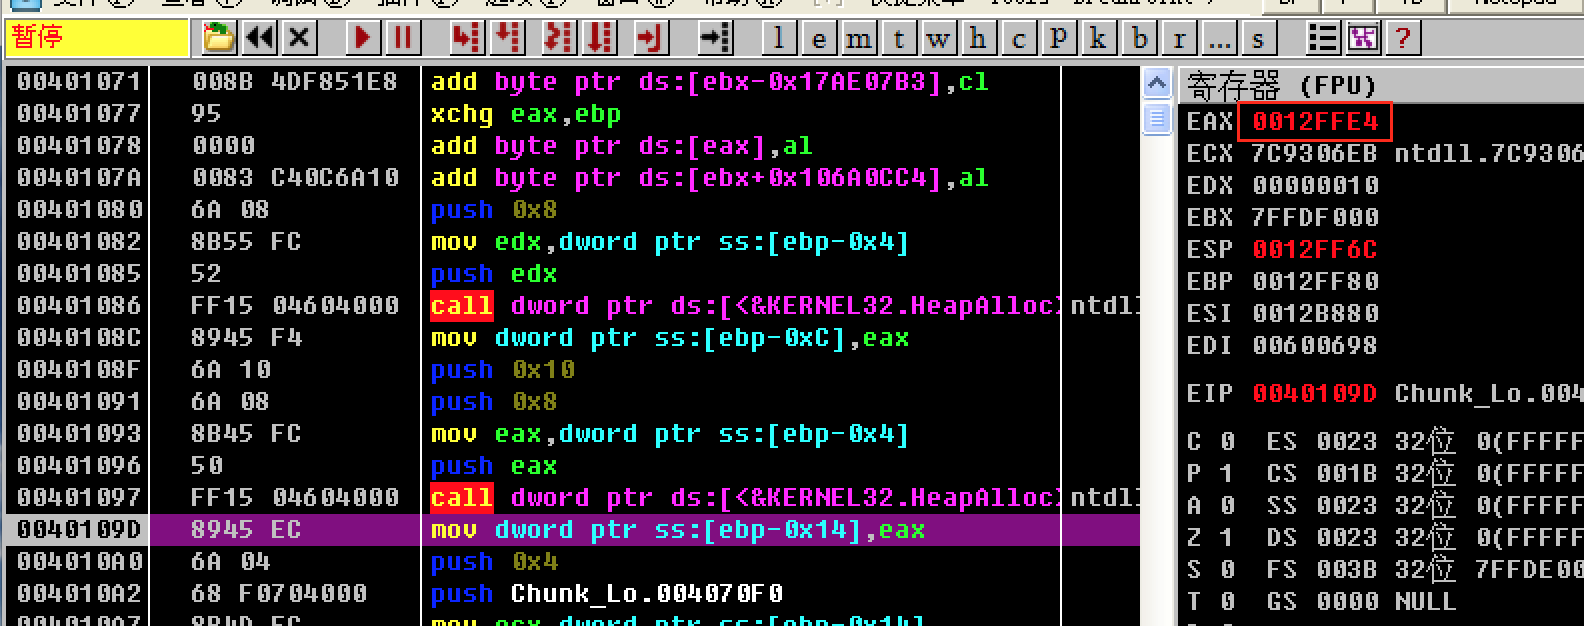 暂停 l e m t w h c P k b r ... s ?
00401071 008B 4DF851E8 add byte ptr ds:[ebx-0x17AE07B3],cl
00401077 95 xchg eax,ebp
00401078 0000 add byte ptr ds:[eax],al
0040107A 0083 C40C6A10 add byte ptr ds:[ebx+0x106A0CC4],al
00401080 6A 08 push 0x8
00401082 8B55 FC mov edx,dword ptr ss:[ebp-0x4]
00401085 52 push edx
00401086 FF15 04604000 call dword ptr ds:[<&KERNEL32.HeapAlloc> ntdll
0040108C 8945 F4 mov dword ptr ss:[ebp-0xC],eax
0040108F 6A 10 push 0x10
00401091 6A 08 push 0x8
00401093 8B45 FC mov eax,dword ptr ss:[ebp-0x4]
00401096 50 push eax
00401097 FF15 04604000 call dword ptr ds:[<&KERNEL32.HeapAlloc> ntdll
0040109D 8945 EC mov dword ptr ss:[ebp-0x14],eax
004010A0 6A 04 push 0x4
004010A2 68 F0704000 push Chunk_Lo.004070F0
寄存器 (FPU)
EAX 0012FFE4
ECX 7C9306EB ntdll.7C9306
EDX 00000010
EBX 7FFDF000
ESP 0012FF6C
EBP 0012FF80
ESI 0012B880
EDI 00600698
EIP 0040109D Chunk_Lo.004
C 0 ES 0023 32位 0(FFFFF
P 1 CS 001B 32位 0(FFFFF
A 0 SS 0023 32位 0(FFFFF
Z 1 DS 0023 32位 0(FFFFF
S 0 FS 003B 32位 7FFDE00
T 0 GS 0000 NULL